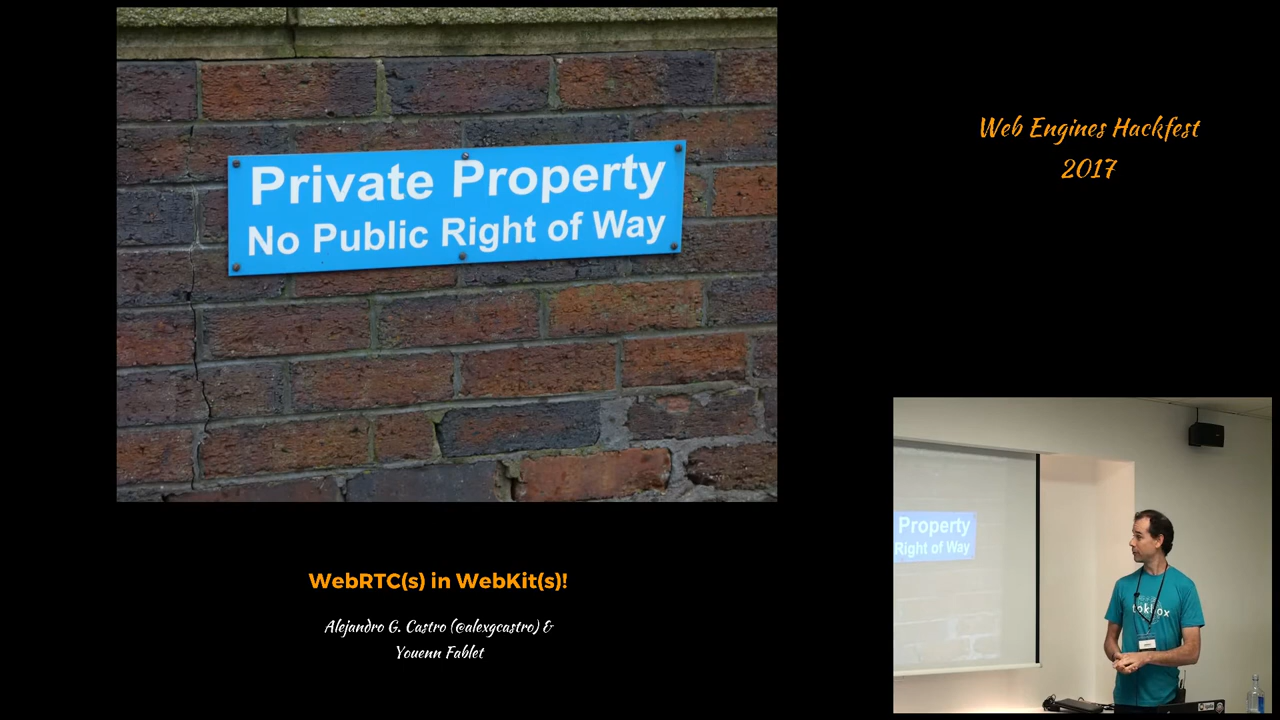 Private Property
No Public Right of Way
Web Engines Hackfest
2017
WebRTC(s) in WebKit(s)!
Alejandro G. Castro (@alexgcastro) &
Youenn Fablet
Property
Right of Way
tokbox